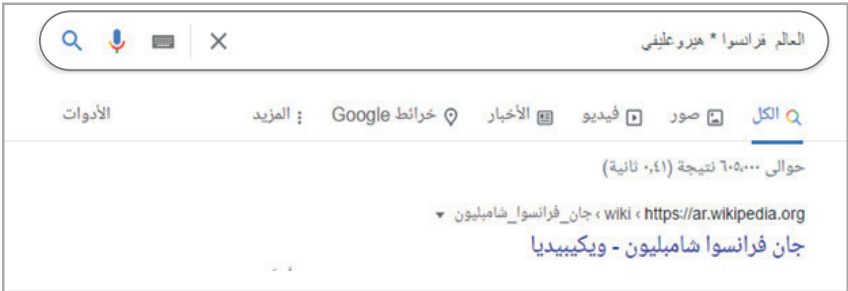 العالم فرانسوا * هيروغليفي
الكل صور فيديو الأخبار خرائط Google المزيد الأدوات
حوالى ٦٠٥,٠٠٠ نتيجة (٠,٤١ ثانية)
https://ar.wikipedia.org › wiki › جان_فرانسوا_شامبليون
جان فرانسوا شامبليون - ويكيبيديا